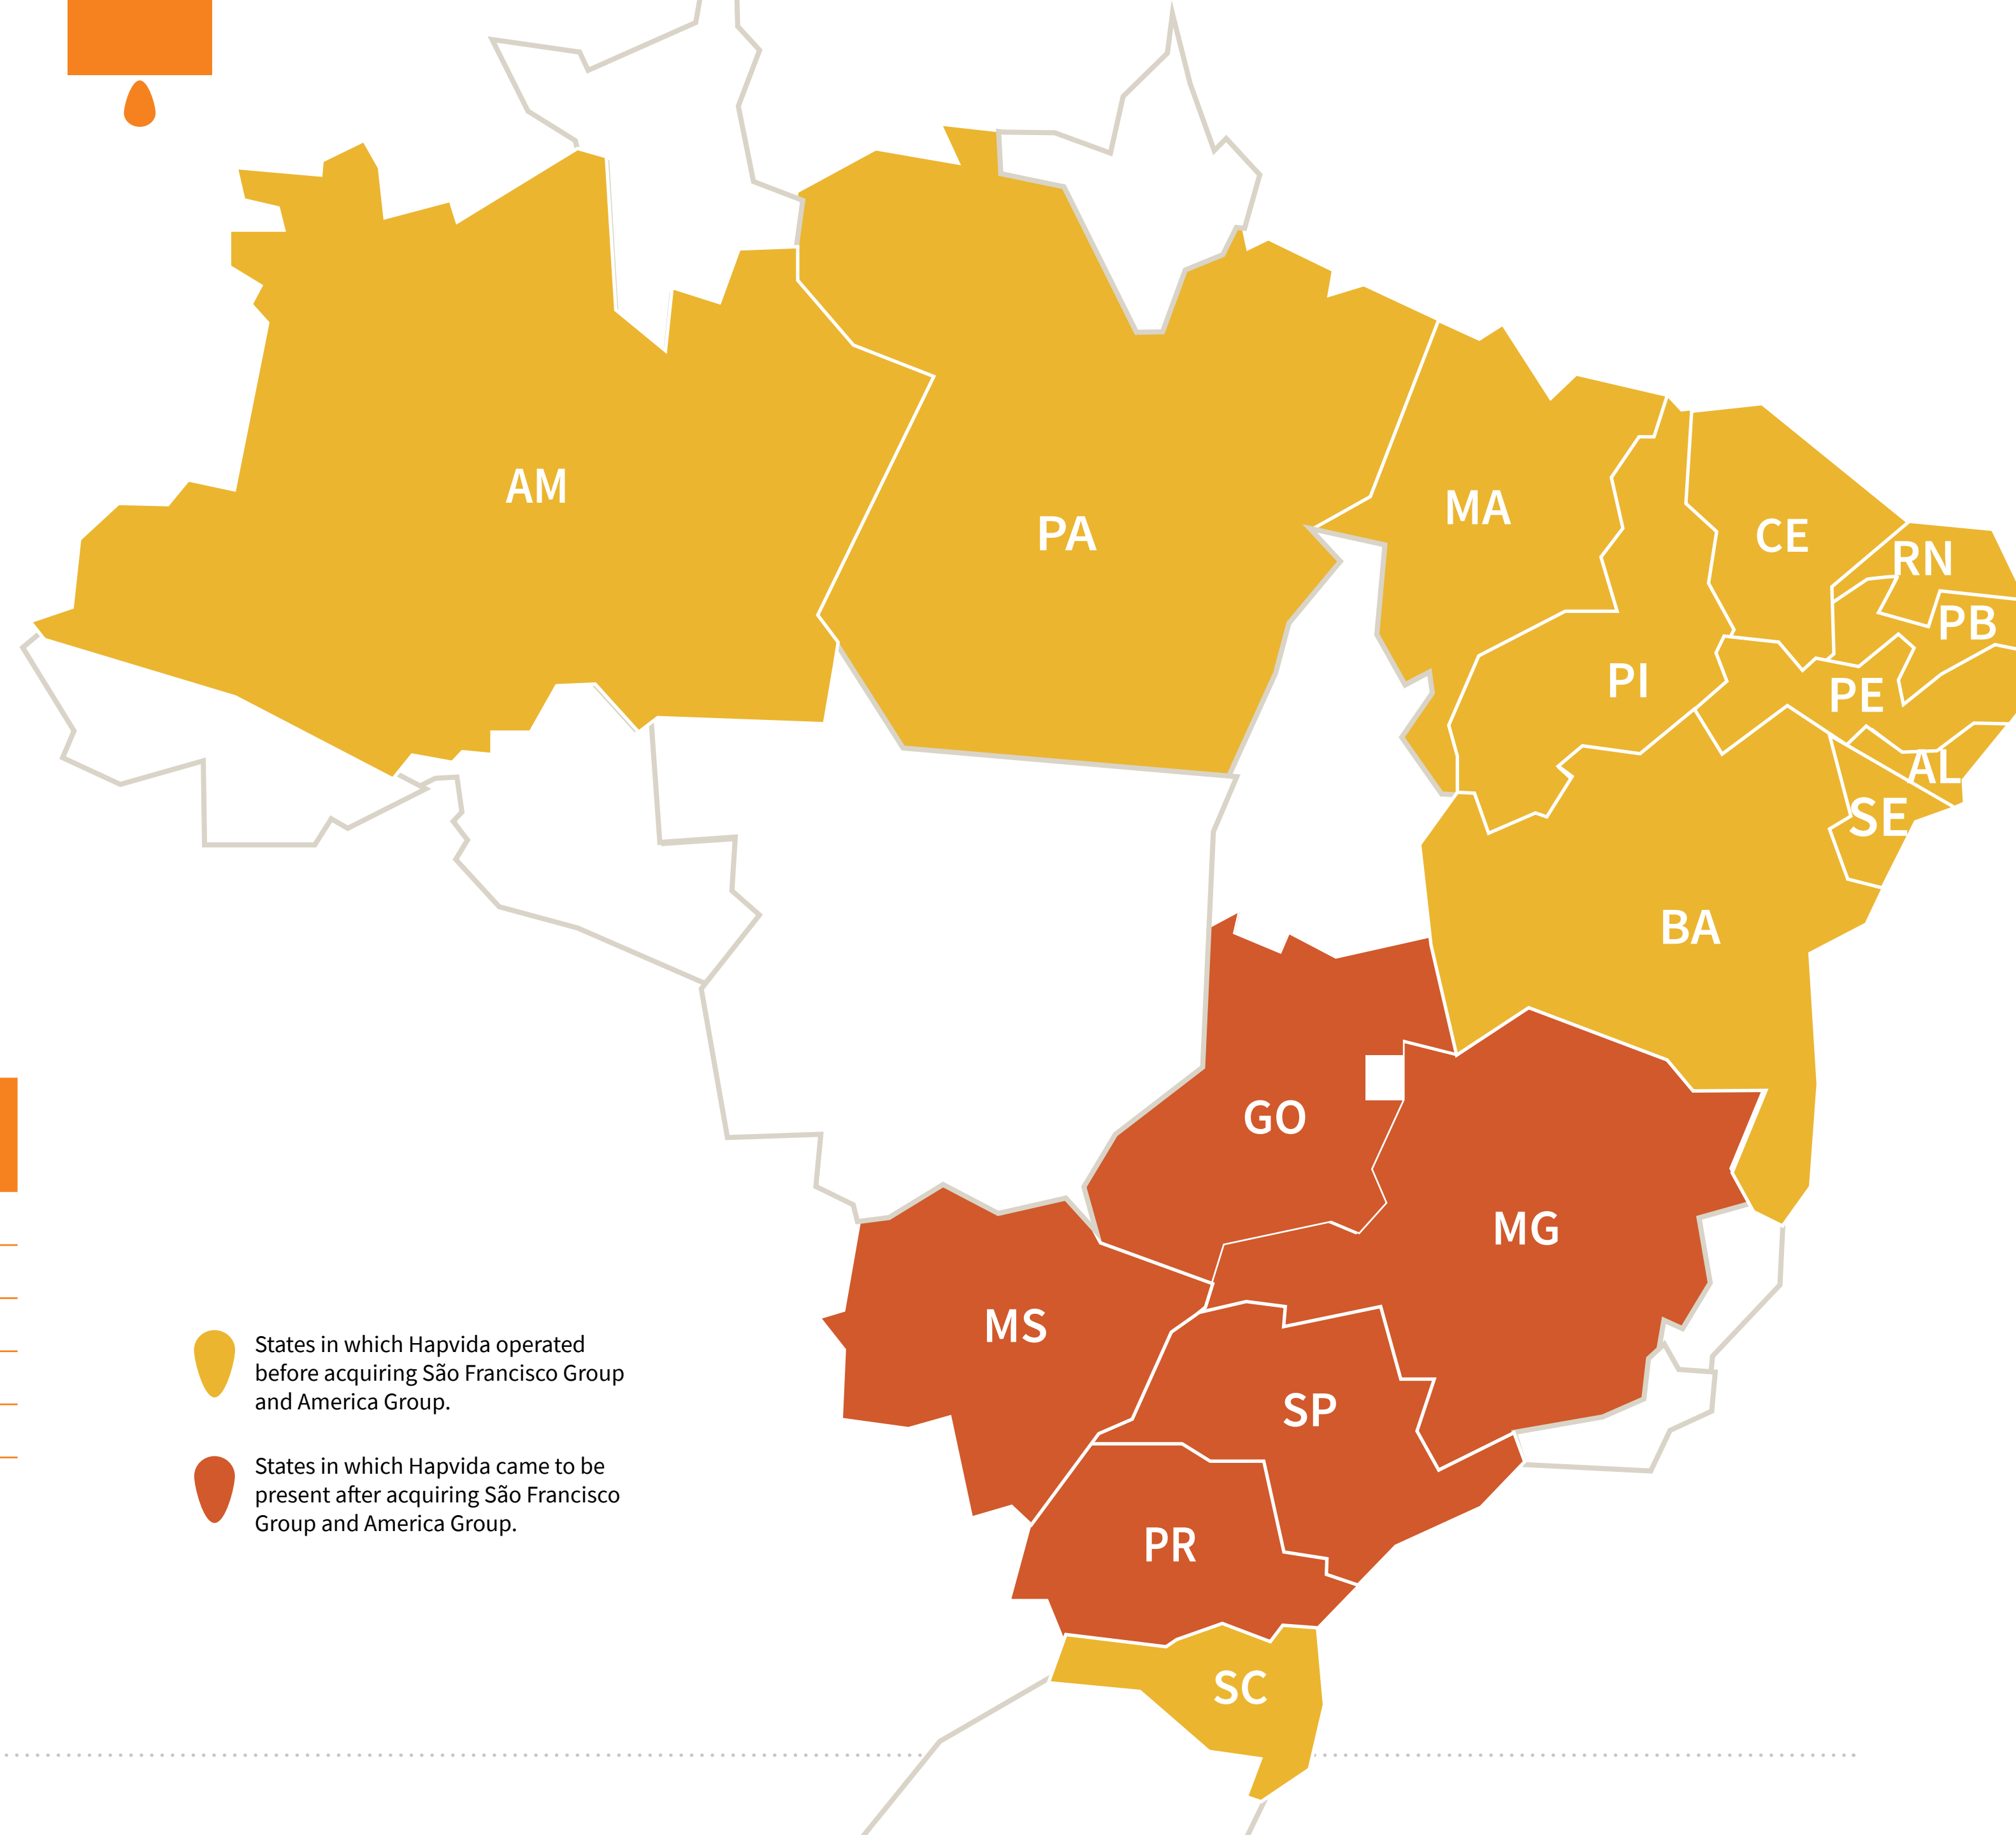 AM
PA
MA
CE
RN
PB
PI
PE
AL
SE
BA
GO
MG
MS
SP
PR
SC
States in which Hapvida operated
before acquiring São Francisco Group
and America Group.
States in which Hapvida came to be
present after acquiring São Francisco
Group and America Group.